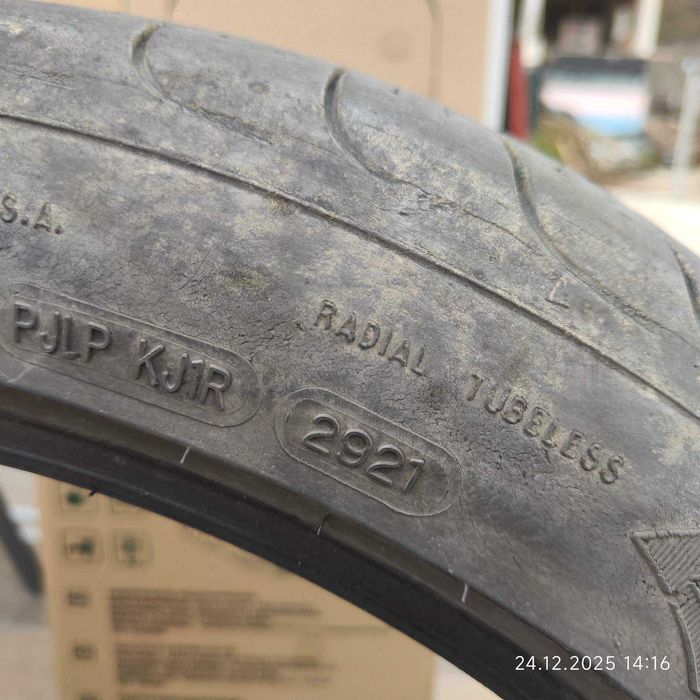 S.A.
RADIAL TUBELESS
PJLP KJ1R
2921
24.12.2025 14:16